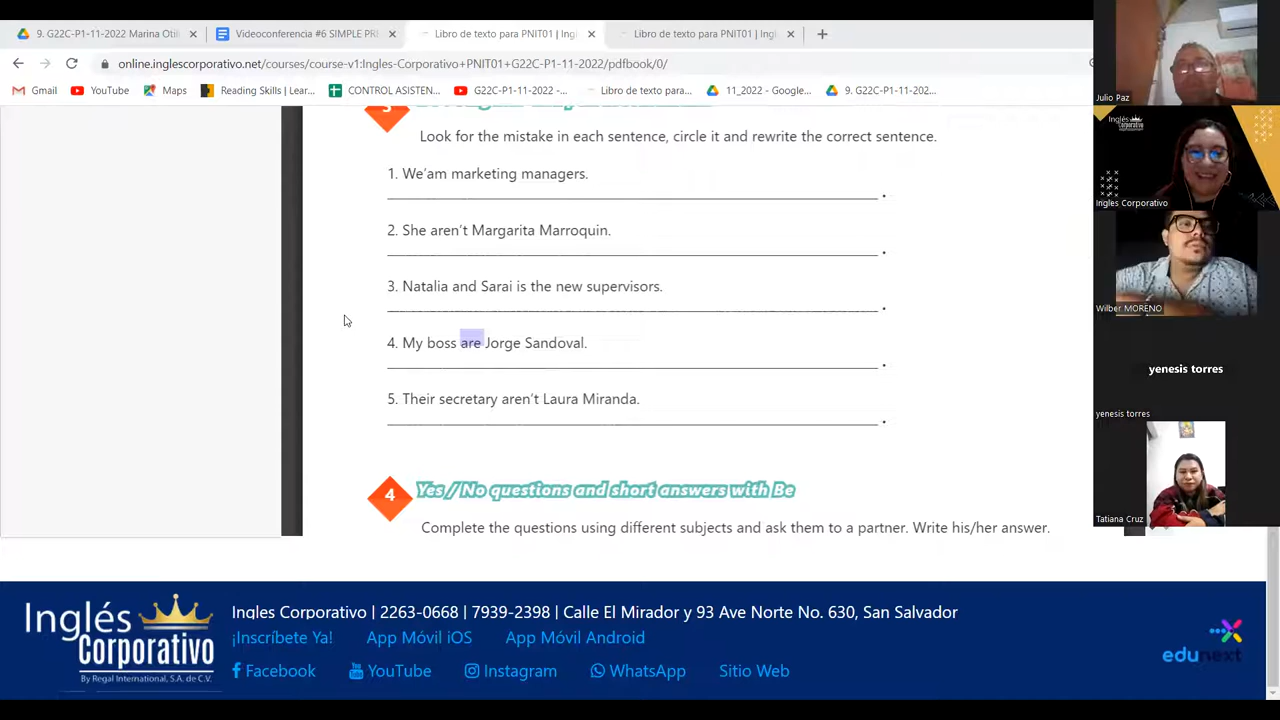 9. G22C-P1-11-2022 Marina Otil
Videoconferencia #6 SIMPLE PRE
Libro de texto para PNIT01 | Ingl
Libro de texto para PNIT01 | Ingl
online.inglescorporativo.net/courses/course-v1:Ingles-Corporativo+PNIT01+G22C-P1-11-2022/pdfbook/0/
Gmail
YouTube
Maps
Reading Skills | Lear...
CONTROL ASISTEN...
G22C-P1-11-2022 -...
Libro de texto para...
11_2022 - Google...
9. G22C-P1-11-202...
Look for the mistake in each sentence, circle it and rewrite the correct sentence.
1. We’am marketing managers.
2. She aren’t Margarita Marroquin.
3. Natalia and Sarai is the new supervisors.
4. My boss are Jorge Sandoval.
5. Their secretary aren’t Laura Miranda.
4
Yes / No questions and short answers with Be
Complete the questions using different subjects and ask them to a partner. Write his/her answer.
Julio Paz
Inglés Corporativo
Ingles Corporativo
Wilber MORENO
yenesis torres
yenesis torres
Tatiana Cruz
Inglés Corporativo
By Regal International, S.A. de C.V.
Ingles Corporativo | 2263-0668 | 7939-2398 | Calle El Mirador y 93 Ave Norte No. 630, San Salvador
¡Inscríbete Ya! App Móvil iOS App Móvil Android
Facebook YouTube Instagram WhatsApp Sitio Web
edunext